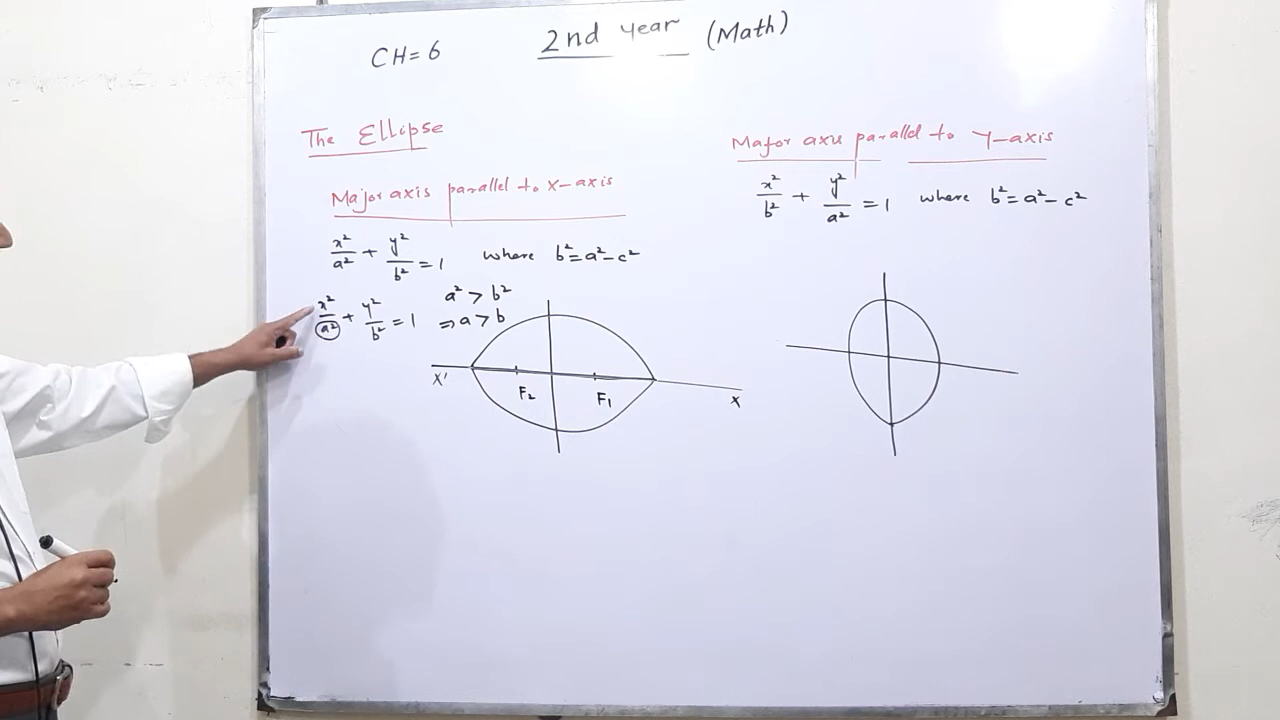 CH=6 2nd year (Math)
The Ellipse
Major axis parallel to x-axis
x²/a² + y²/b² = 1 where b²=a²-c²
x²/a² + y²/b² = 1 a² > b²
⇒ a > b
X' F₂ F₁ X
Major axis parallel to Y-axis
x²/b² + y²/a² = 1 where b²=a²-c²